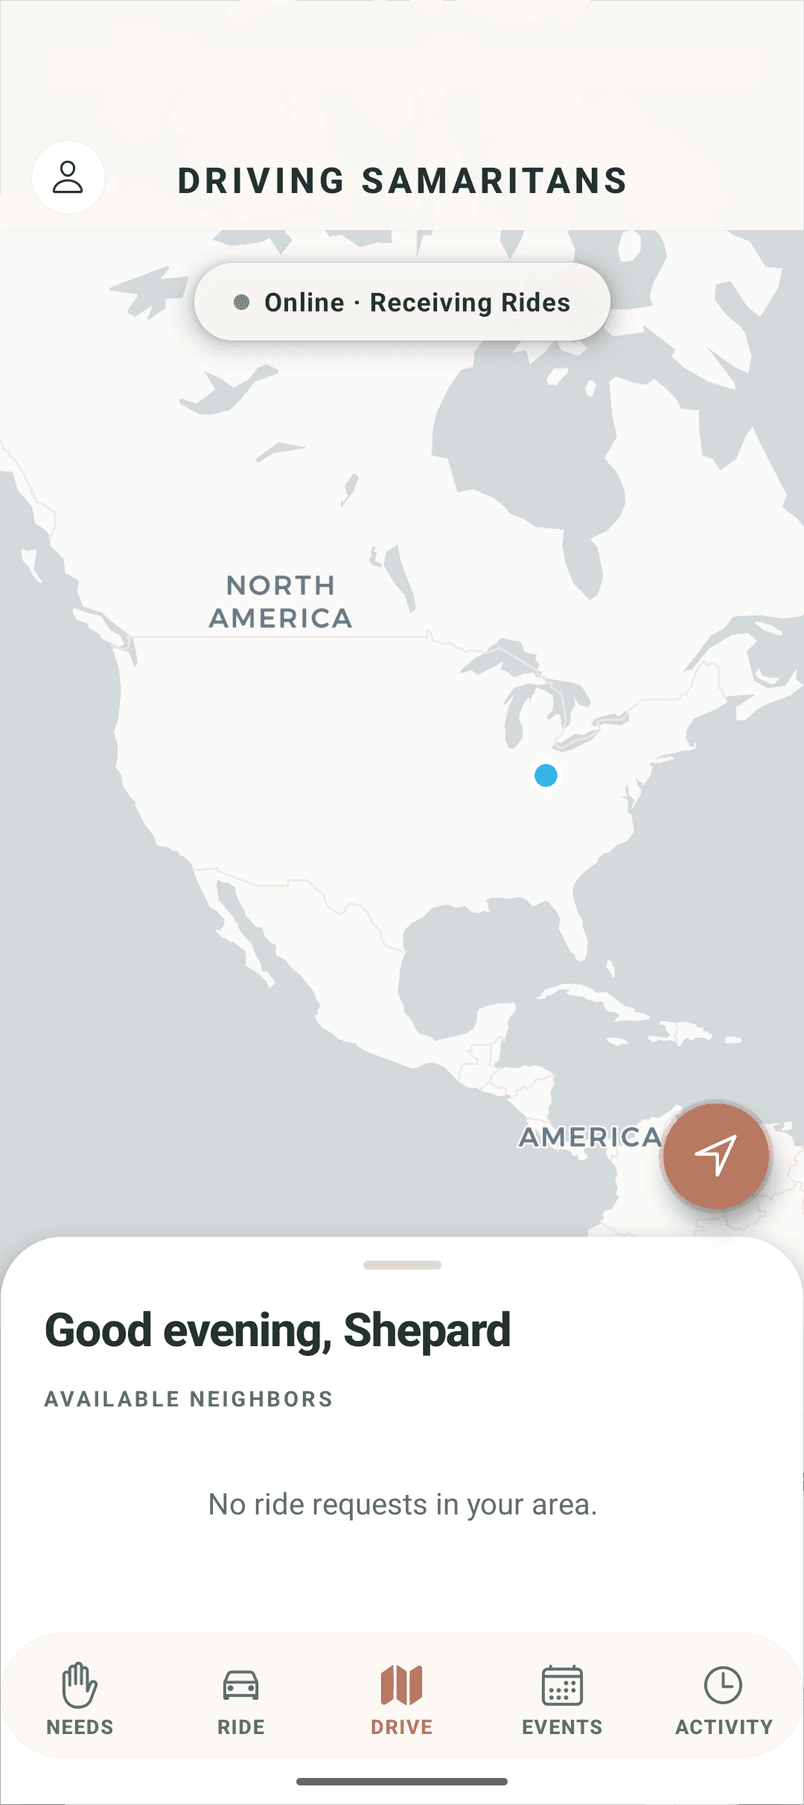 DRIVING SAMARITANS
Online · Receiving Rides
NORTH
AMERICA
AMERICA
Good evening, Shepard
AVAILABLE NEIGHBORS
No ride requests in your area.
NEEDS
RIDE
DRIVE
EVENTS
ACTIVITY